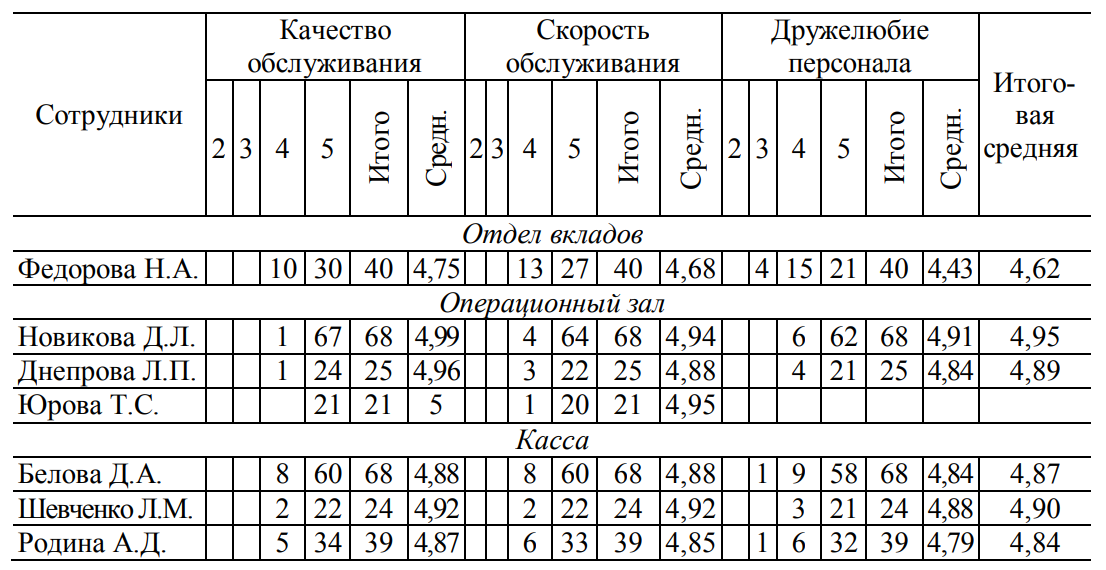 Сотрудники Качество обслуживания Скорость обслуживания Дружелюбие персонала Итого-вая средняя
2 3 4 5 Итого Средн. 2 3 4 5 Итого Средн. 2 3 4 5 Итого Средн.
Отдел вкладов
Федорова Н.А. 10 30 40 4,75 13 27 40 4,68 4 15 21 40 4,43 4,62
Операционный зал
Новикова Д.Л. 1 67 68 4,99 4 64 68 4,94 6 62 68 4,91 4,95
Днепрова Л.П. 1 24 25 4,96 3 22 25 4,88 4 21 25 4,84 4,89
Юрова Т.С. 21 21 5 1 20 21 4,95
Касса
Белова Д.А. 8 60 68 4,88 8 60 68 4,88 1 9 58 68 4,84 4,87
Шевченко Л.М. 2 22 24 4,92 2 22 24 4,92 3 21 24 4,88 4,90
Родина А.Д. 5 34 39 4,87 6 33 39 4,85 1 6 32 39 4,79 4,84